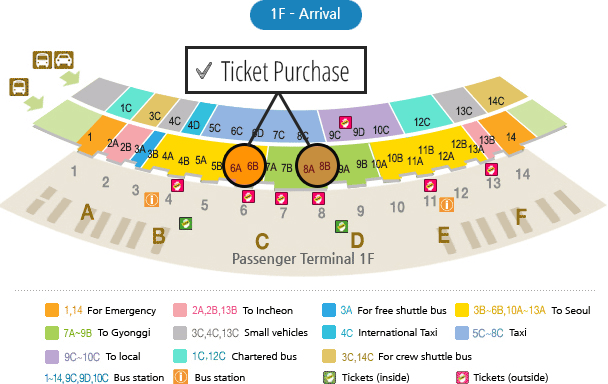 1F - Arrival
✓ Ticket Purchase
1C 3C 4C 4D 5C 6C 6D 7C 8C 9C 9D 10C 12C 13C 14C
1 2A 2B 3A 3B 4A 4B 5A 5B 6A 6B 7A 7B 8A 8B 9A 9B 10A 10B 11A 11B 12A 12B 13A 13B 14
1 2 3 4 5 6 7 8 9 10 11 12 13 14
A B C D E F
Passenger Terminal 1F
1,14 For Emergency 2A,2B,13B To Incheon 3A For free shuttle bus 3B~6B,10A~13A To Seoul
7A~9B To Gyonggi 3C,4C,13C Small vehicles 4C International Taxi 5C~8C Taxi
9C~10C To local 1C,12C Chartered bus 3C,14C For crew shuttle bus
1~14,9C,9D,10C Bus station Bus station Tickets (inside) Tickets (outside)